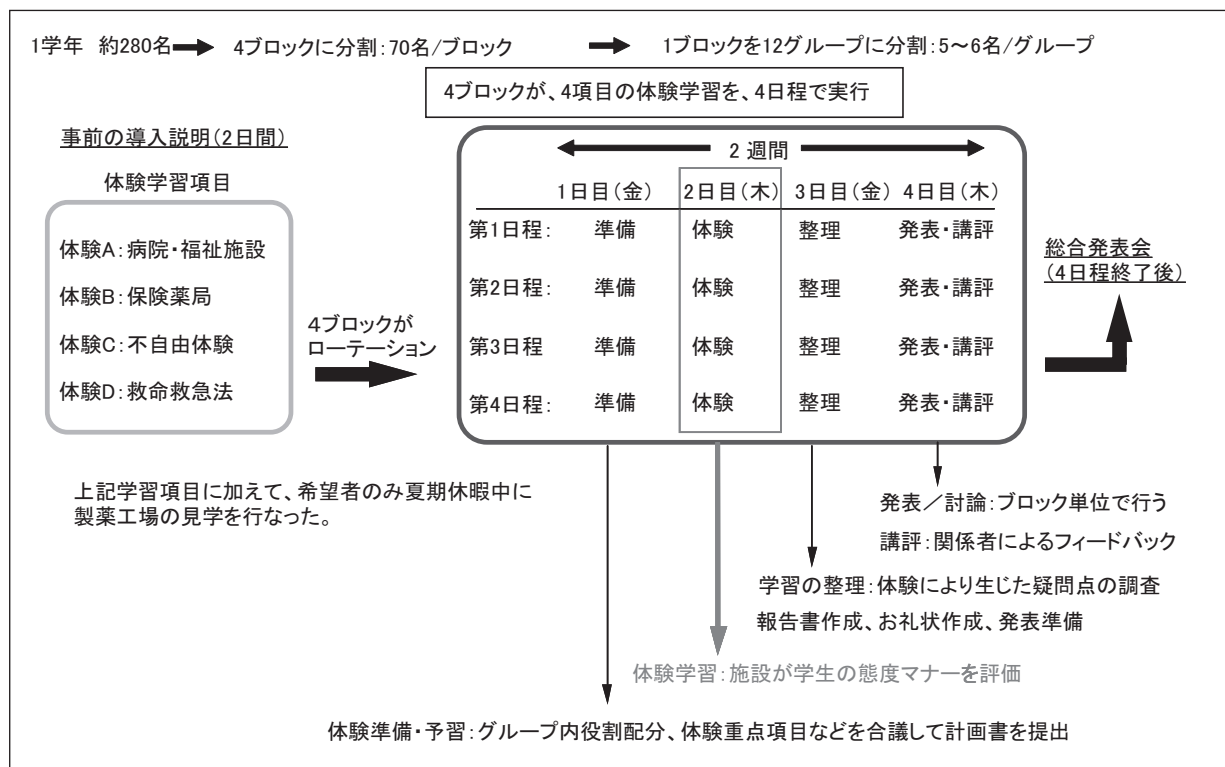 1学年 約280名 4ブロックに分割:70名/ブロック 1ブロックを12グループに分割:5～6名/グループ
4ブロックが、4項目の体験学習を、4日程で実行
事前の導入説明(2日間)
体験学習項目
体験A:病院・福祉施設
体験B:保険薬局
体験C:不自由体験
体験D:救命救急法
4ブロックが
ローテーション
2 週間
1日目(金) 2日目(木) 3日目(金) 4日目(木)
第1日程: 準備 体験 整理 発表・講評
第2日程: 準備 体験 整理 発表・講評
第3日程 準備 体験 整理 発表・講評
第4日程: 準備 体験 整理 発表・講評
総合発表会
(4日程終了後)
上記学習項目に加えて、希望者のみ夏期休暇中に
製薬工場の見学を行なった。
発表／討論:ブロック単位で行う
講評:関係者によるフィードバック
学習の整理:体験により生じた疑問点の調査
報告書作成、お礼状作成、発表準備
体験学習:施設が学生の態度マナーを評価
体験準備・予習:グループ内役割配分、体験重点項目などを合議して計画書を提出